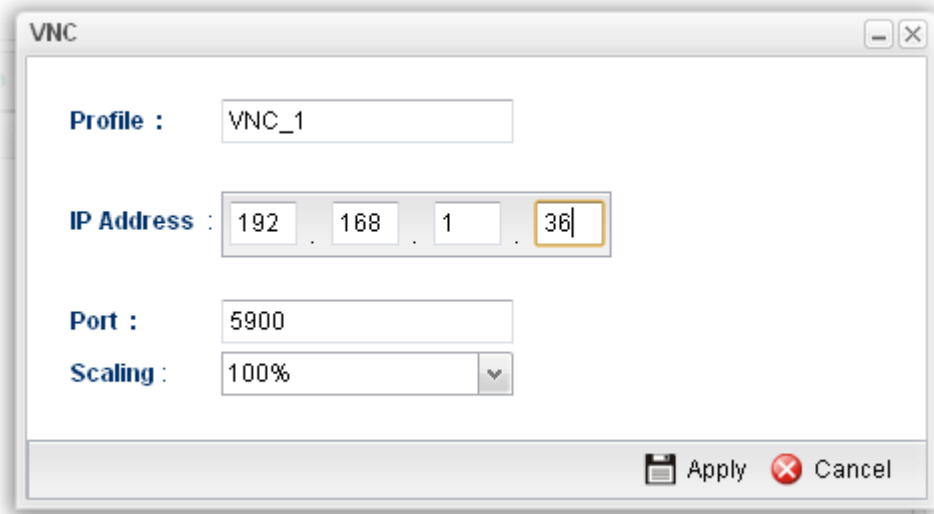 VNC
Profile : VNC_1
IP Address : 192 . 168 . 1 . 36
Port : 5900
Scaling : 100%
Apply Cancel